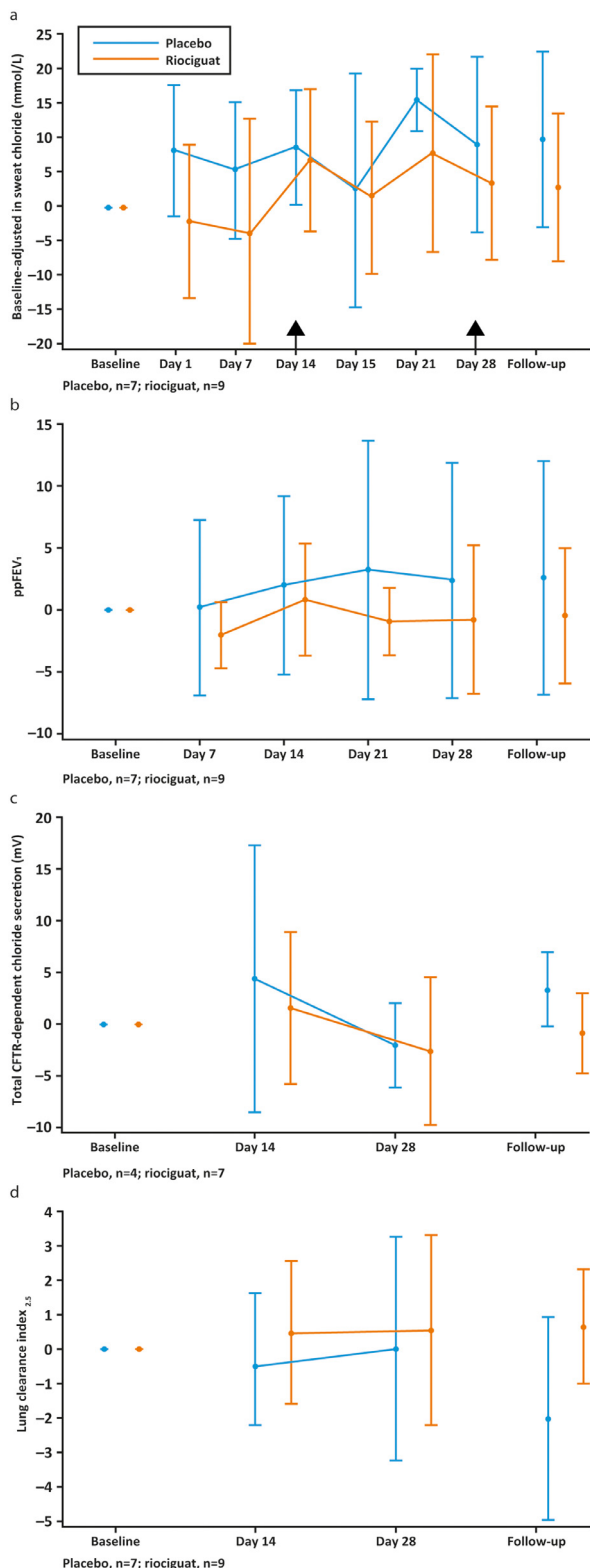 a
Placebo
Riociguat
Baseline-adjusted in sweat chloride (mmol/L)
25
20
15
10
5
0
−5
−10
−15
−20
Baseline Day 1 Day 7 Day 14 Day 15 Day 21 Day 28 Follow-up
Placebo, n=7; riociguat, n=9
b
ppFEV₁
15
10
5
0
−5
−10
Baseline Day 7 Day 14 Day 21 Day 28 Follow-up
Placebo, n=7; riociguat, n=9
c
Total CFTR-dependent chloride secretion (mV)
20
15
10
5
0
−5
−10
Baseline Day 14 Day 28 Follow-up
Placebo, n=4; riociguat, n=7
d
Lung clearance index 2.5
4
3
2
1
0
−1
−2
−3
−4
−5
Baseline Day 14 Day 28 Follow-up
Placebo, n=7; riociguat, n=9